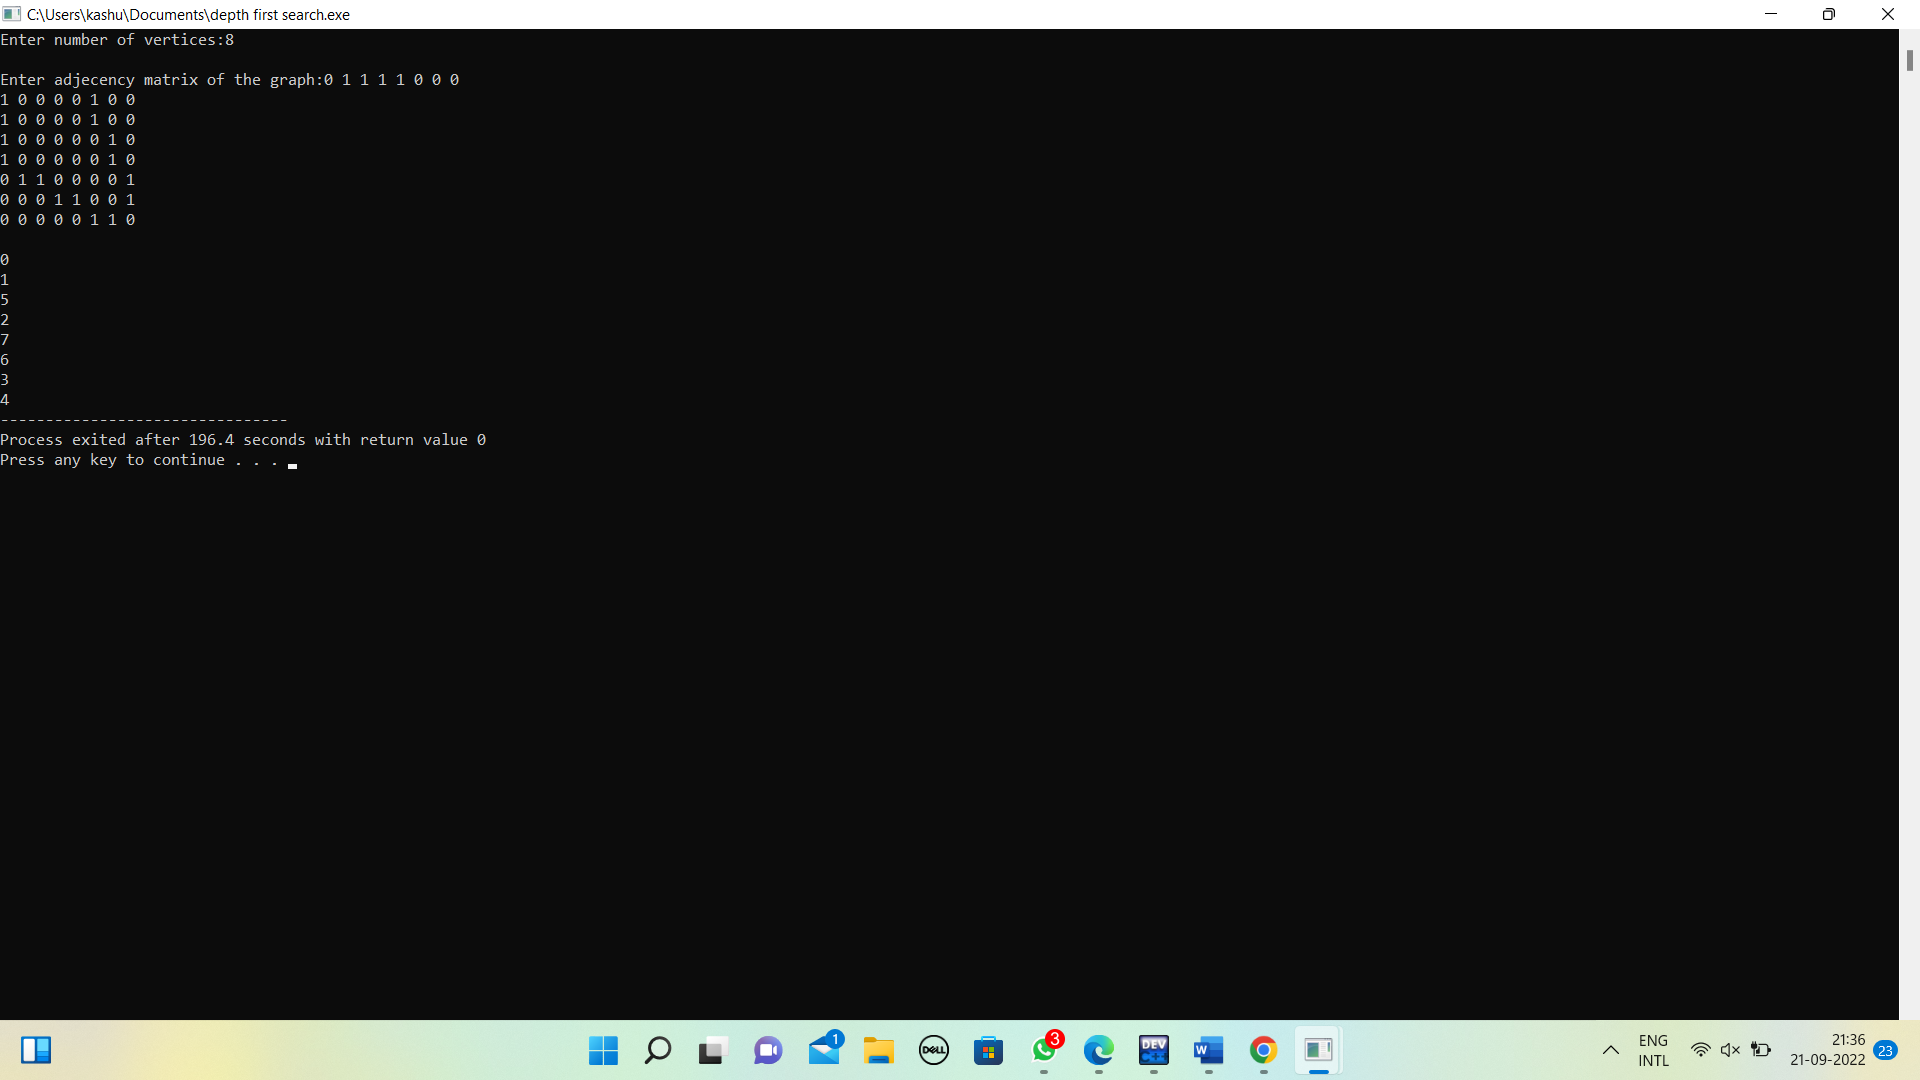 C:\Users\kashu\Documents\depth first search.exe
Enter number of vertices:8
Enter adjecency matrix of the graph:0 1 1 1 1 0 0 0
1 0 0 0 0 1 0 0
1 0 0 0 0 1 0 0
1 0 0 0 0 0 1 0
1 0 0 0 0 0 1 0
0 1 1 0 0 0 0 1
0 0 0 1 1 0 0 1
0 0 0 0 0 1 1 0
0
1
5
2
7
6
3
4
--------------------------------
Process exited after 196.4 seconds with return value 0
Press any key to continue . . .
1
DELL
3
DEV
C++
W
ENG
INTL
21:36
21-09-2022
23